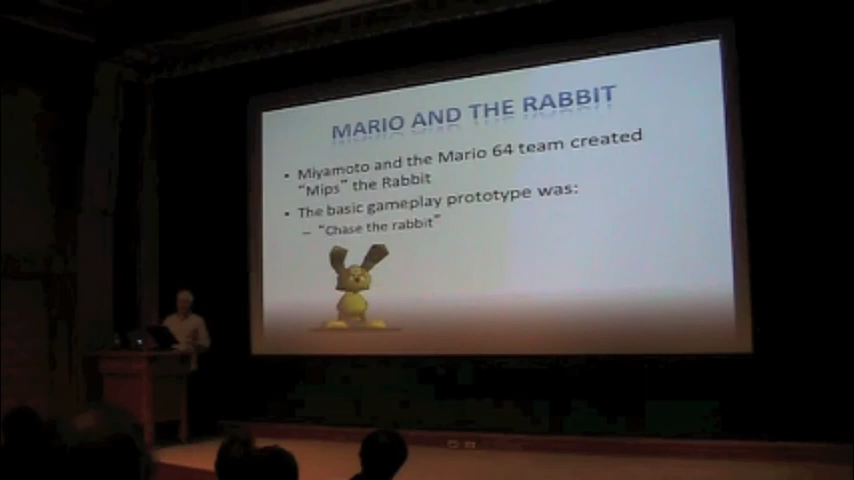 MARIO AND THE RABBIT
• Miyamoto and the Mario 64 team created
"Mips" the Rabbit
• The basic gameplay prototype was:
– "Chase the rabbit"